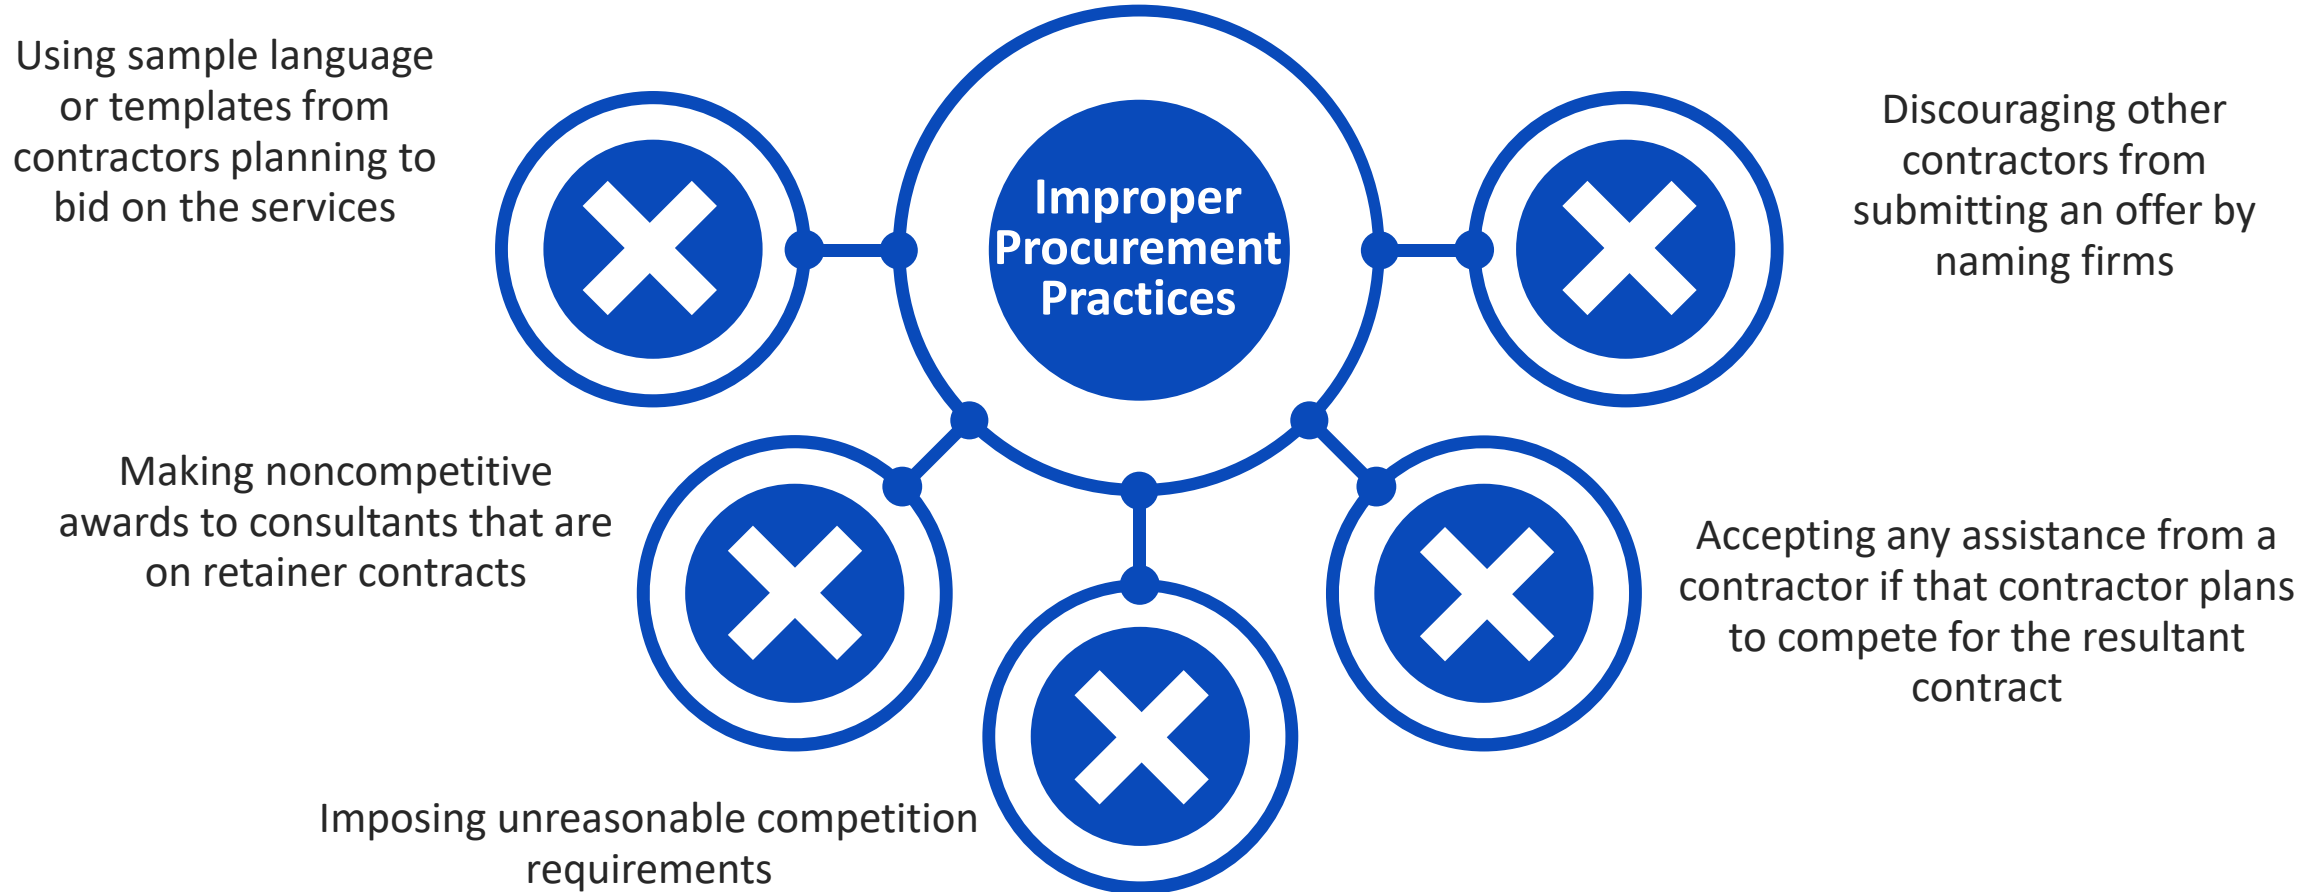 Improper
Procurement
Practices
Using sample language
or templates from
contractors planning to
bid on the services
Making noncompetitive
awards to consultants that are
on retainer contracts
Imposing unreasonable competition
requirements
Accepting any assistance from a
contractor if that contractor plans
to compete for the resultant
contract
Discouraging other
contractors from
submitting an offer by
naming firms